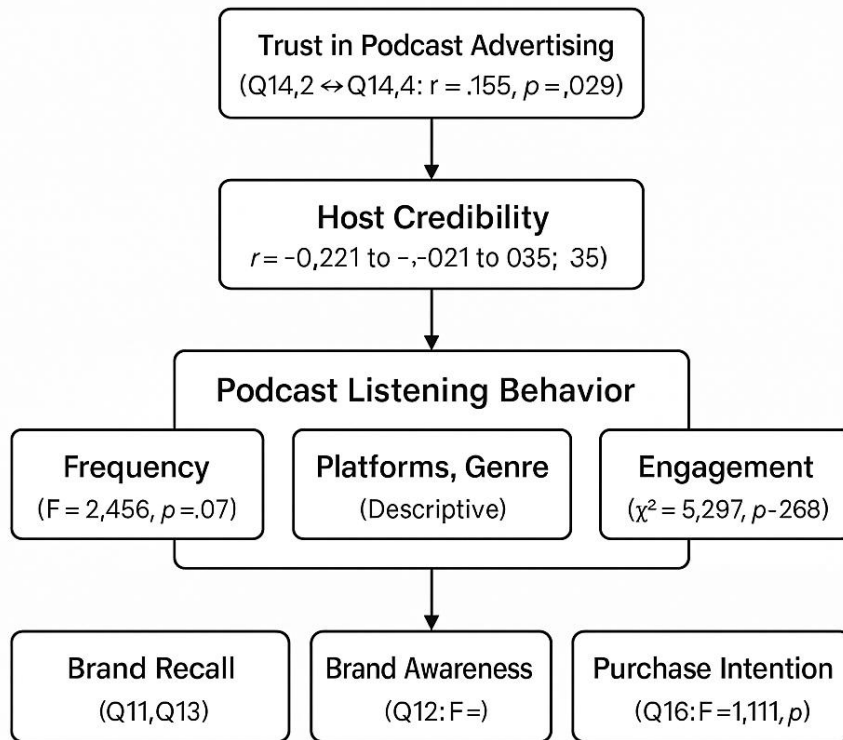 Trust in Podcast Advertising
(Q14,2 ↔ Q14,4: r = .155, p = ,029)
Host Credibility
r = -0,221 to -,-021 to 035; 35)
Podcast Listening Behavior
Frequency
(F = 2,456, p =.07)
Platforms, Genre
(Descriptive)
Engagement
(χ² = 5,297, p-268)
Brand Recall
(Q11,Q13)
Brand Awareness
(Q12: F=)
Purchase Intention
(Q16: F =1,111, p)